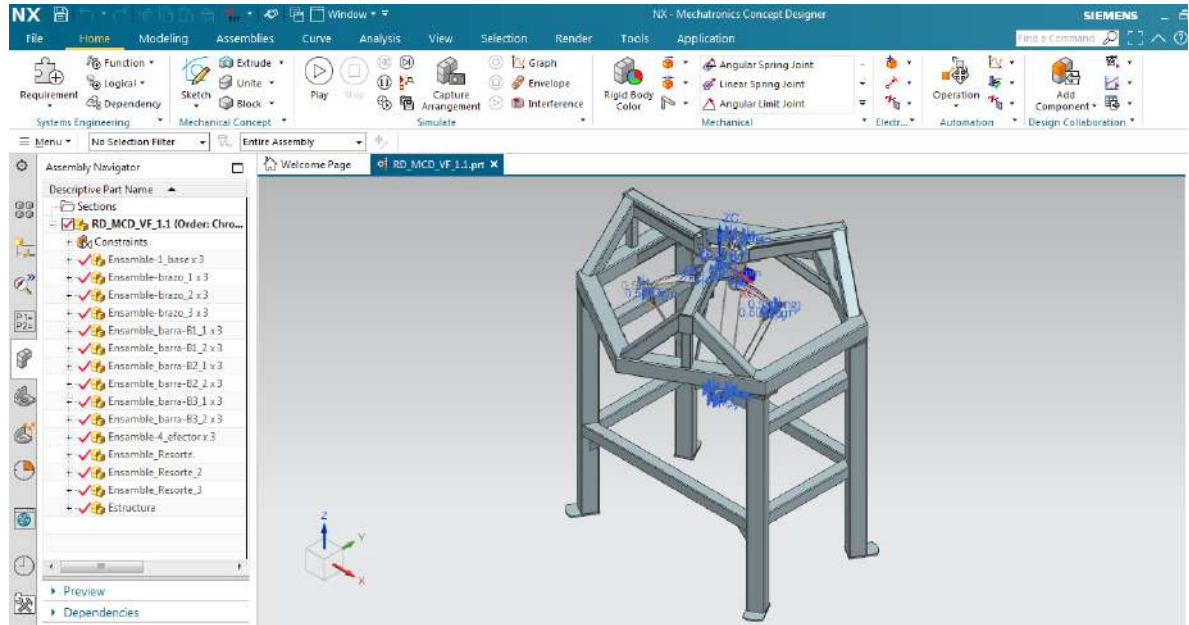 NX
Window
NX - Mechatronics Concept Designer
SIEMENS
File Home Modeling Assemblies Curve Analysis View Selection Render Tools Application
Find a Command
Requirement
Function
Logical
Dependency
Systems Engineering
Sketch
Extrude
Unite
Block
Mechanical Concept
Play
Stop
Capture Arrangement
Graph
Envelope
Interference
Simulate
Rigid Body Color
Angular Spring Joint
Linear Spring Joint
Angular Limit Joint
Mechanical
Electr...
Operation
Automation
Add Component
Design Collaboration
Menu
No Selection Filter
Entire Assembly
Assembly Navigator
Welcome Page
RD_MCD_VF_1.1.prt
Descriptive Part Name
Sections
RD_MCD_VF_1.1 (Order: Chro...
Constraints
Ensamble-1_base x 3
Ensamble-brazo_1 x 3
Ensamble-brazo_2 x 3
Ensamble-brazo_3 x 3
Ensamble_barra-B1_1 x 3
Ensamble_barra-B1_2 x 3
Ensamble_barra-B2_1 x 3
Ensamble_barra-B2_2 x 3
Ensamble_barra-B3_1 x 3
Ensamble_barra-B3_2 x 3
Ensamble-4_efector x 3
Ensamble_Resorte.
Ensamble_Resorte_2
Ensamble_Resorte_3
Estructura
P1=
P2=
ZC
Z
Y
X
Preview
Dependencies